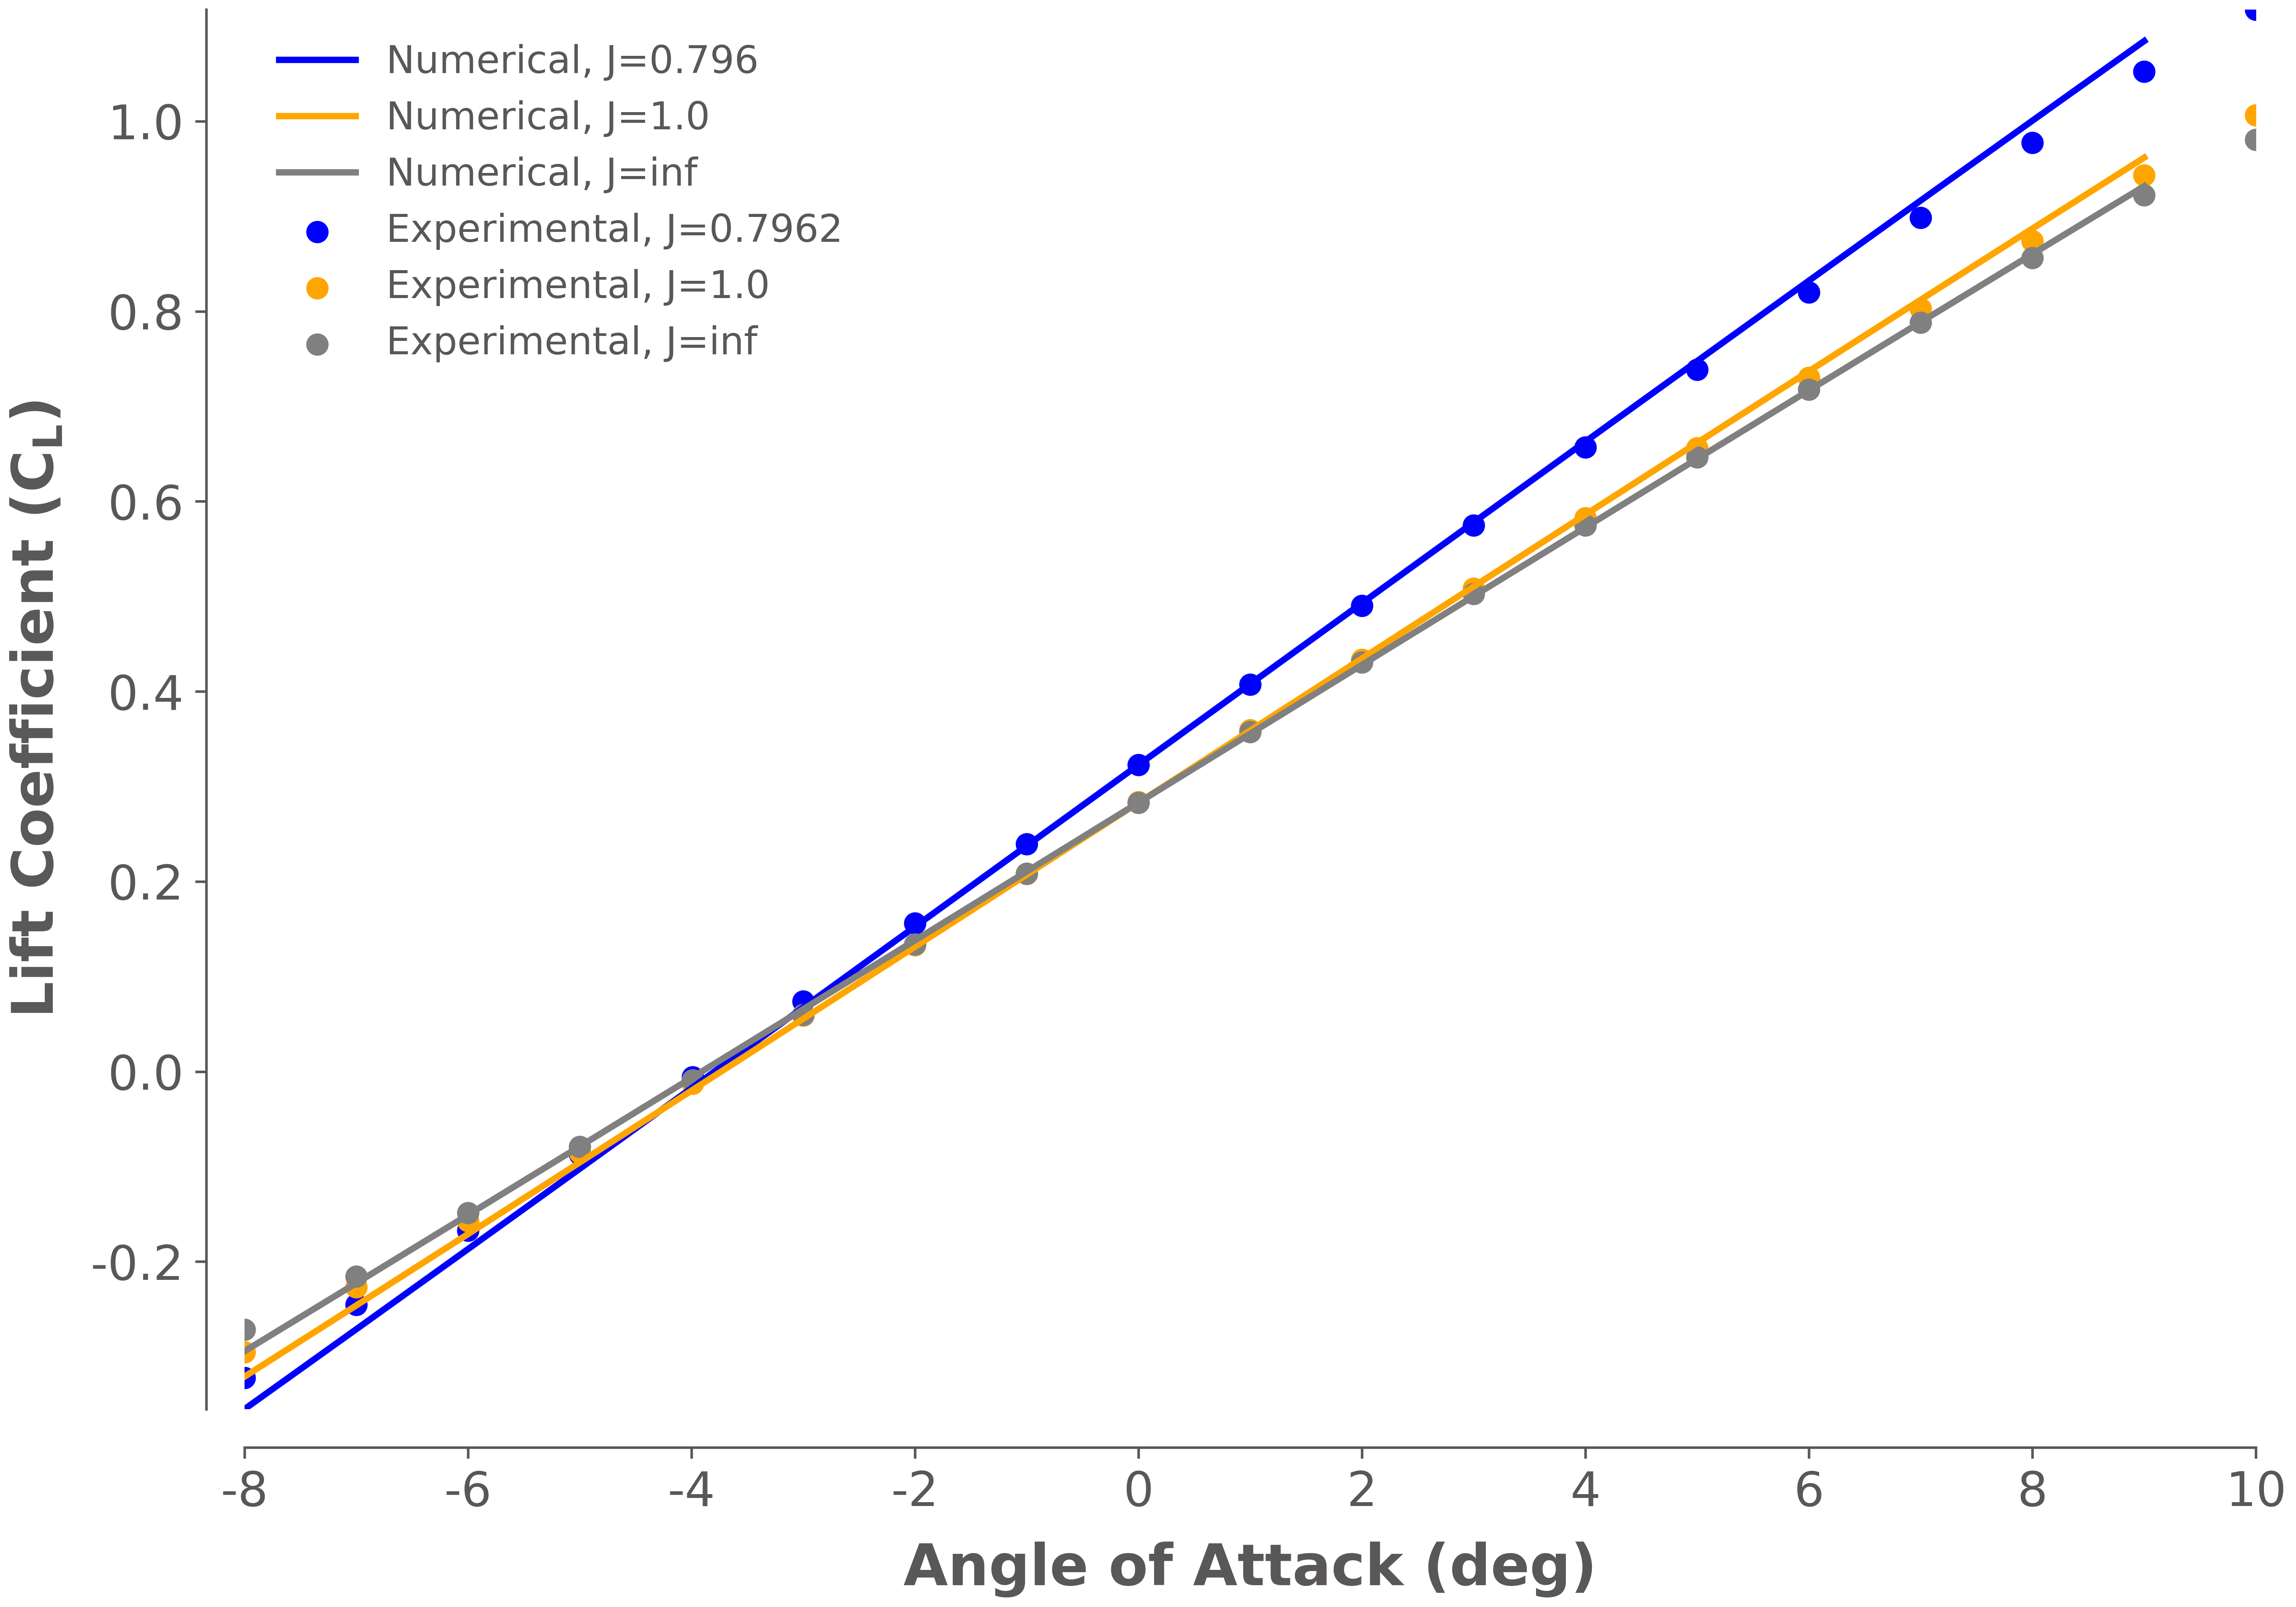 Numerical, J=0.796
Numerical, J=1.0
Numerical, J=inf
Experimental, J=0.7962
Experimental, J=1.0
Experimental, J=inf
Lift Coefficient (C_L)
1.0
0.8
0.6
0.4
0.2
0.0
-0.2
-8 -6 -4 -2 0 2 4 6 8 10
Angle of Attack (deg)